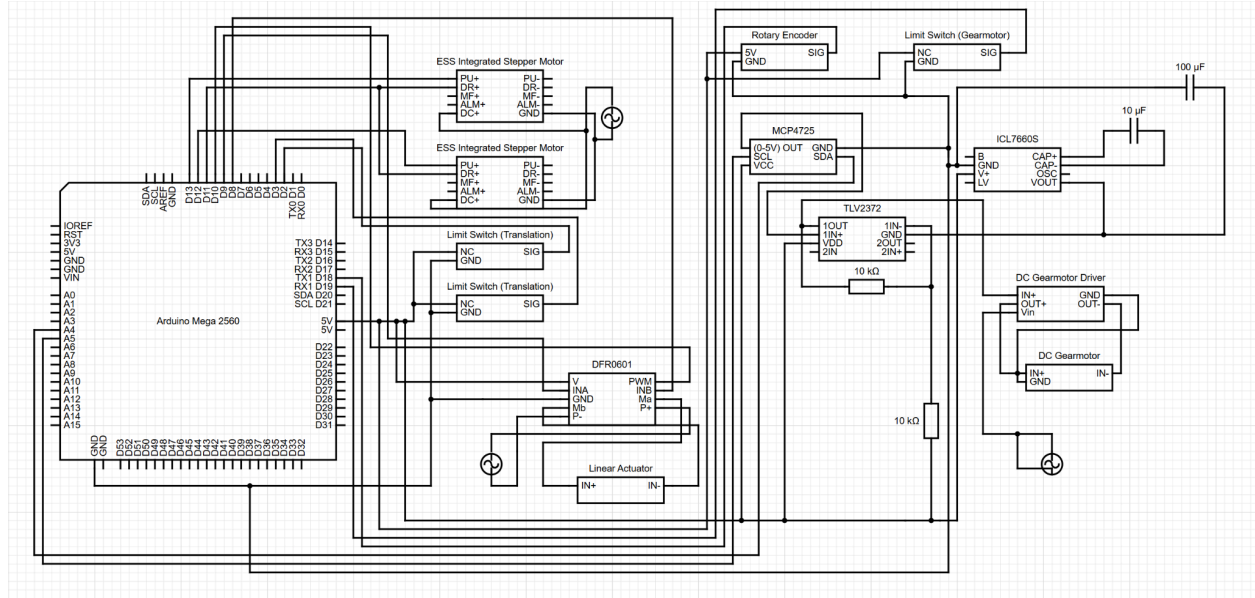 Rotary Encoder
5V SIG
GND
Limit Switch (Gearmotor)
NC SIG
GND
100 µF
10 µF
ESS Integrated Stepper Motor
PU+ PU-
DR+ DR-
MF+ MF-
ALM+ ALM-
DC+ GND
ESS Integrated Stepper Motor
PU+ PU-
DR+ DR-
MF+ MF-
ALM+ ALM-
DC+ GND
MCP4725
(0-5V) OUT GND
SCL SDA
VCC
ICL7660S
B CAP+
GND CAP-
V+ OSC
LV VOUT
TLV2372
1OUT 1IN-
1IN+ GND
VDD 2OUT
2IN 2IN+
10 kΩ
10 kΩ
Limit Switch (Translation)
NC SIG
GND
Limit Switch (Translation)
NC SIG
GND
DC Gearmotor Driver
IN+ GND
OUT+ OUT-
Vin
DC Gearmotor
IN+ IN-
GND
DFR0601
V PWM
INA INB
GND Ma
Mb P+
P-
Linear Actuator
IN+ IN-
Arduino Mega 2560
SDA
SCL
AREF
GND
D13
D12
D11
D10
D9
D8
D7
D6
D5
D4
D3
D2
TX0 D1
RX0 D0
IOREF
RST
3V3
5V
GND
GND
VIN
A0
A1
A2
A3
A4
A5
A6
A7
A8
A9
A10
A11
A12
A13
A14
A15
TX3 D14
RX3 D15
TX2 D16
RX2 D17
TX1 D18
RX1 D19
SDA D20
SCL D21
5V
5V
D22
D23
D24
D25
D26
D27
D28
D29
D30
D31
GND
GND
D53
D52
D51
D50
D49
D48
D47
D46
D45
D44
D43
D42
D41
D40
D39
D38
D37
D36
D35
D34
D33
D32